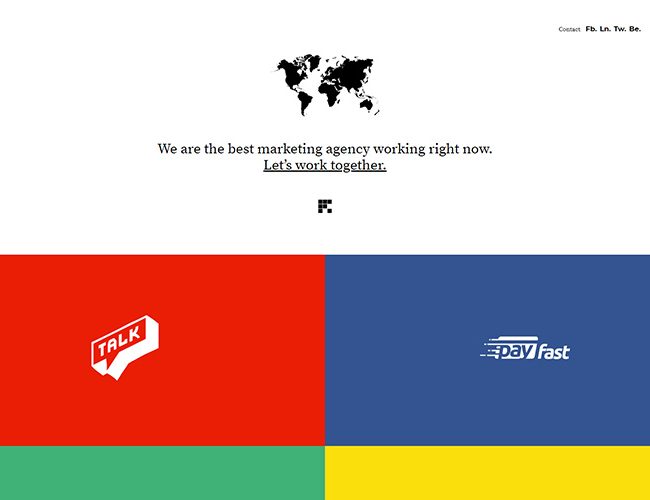 Contact Fb. Ln. Tw. Be.
We are the best marketing agency working right now.
Let's work together.
TALK
pay fast